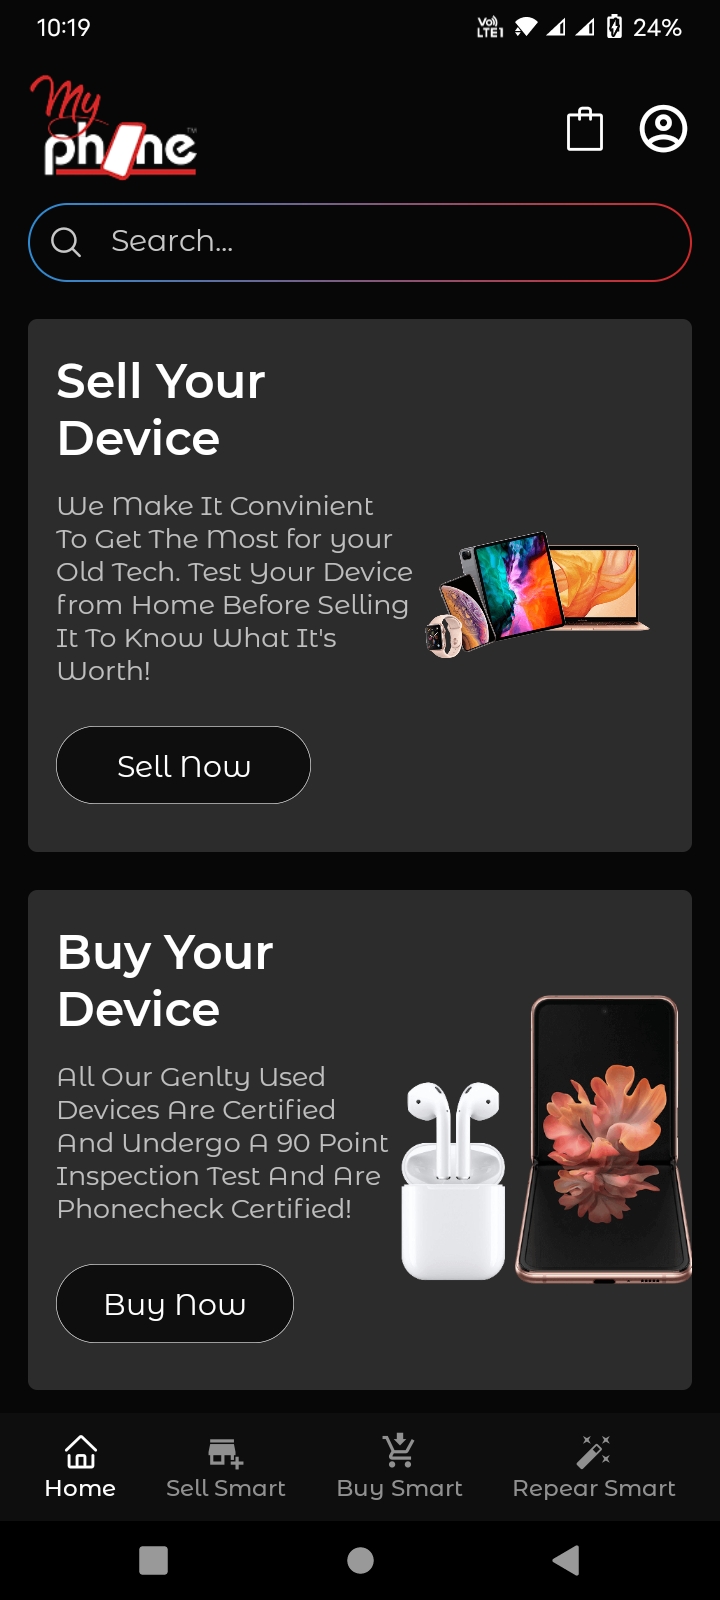 10:19
Vo)
LTE1
24%
My
phone
™
Search...
Sell Your
Device
We Make It Convinient
To Get The Most for your
Old Tech. Test Your Device
from Home Before Selling
It To Know What It's
Worth!
Sell Now
Buy Your
Device
All Our Genlty Used
Devices Are Certified
And Undergo A 90 Point
Inspection Test And Are
Phonecheck Certified!
Buy Now
Home
Sell Smart
Buy Smart
Repear Smart